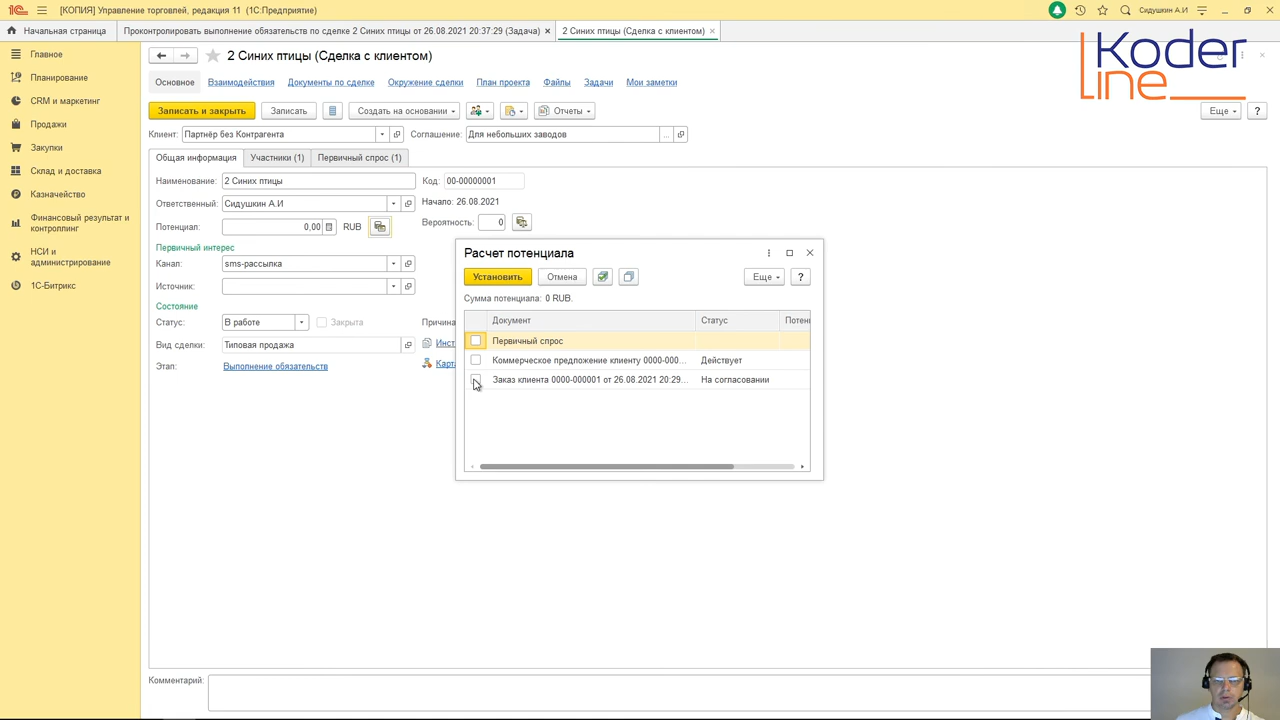 [КОПИЯ] Управление торговлей, редакция 11 (1С:Предприятие)
Сидушкин А.И
Начальная страница
Проконтролировать выполнение обязательств по сделке 2 Синих птицы от 26.08.2021 20:37:29 (Задача)
2 Синих птицы (Сделка с клиентом)
Koder
line
Главное
Планирование
CRM и маркетинг
Продажи
Закупки
Склад и доставка
Казначейство
Финансовый результат и
контроллинг
НСИ и
администрирование
1С-Битрикс
2 Синих птицы (Сделка с клиентом)
Основное
Взаимодействия
Документы по сделке
Окружение сделки
План проекта
Файлы
Задачи
Мои заметки
Записать и закрыть
Записать
Создать на основании
Отчеты
Еще
?
Клиент: Партнёр без Контрагента
Соглашение: Для небольших заводов
Общая информация
Участники (1)
Первичный спрос (1)
Наименование: 2 Синих птицы
Код: 00-00000001
Ответственный: Сидушкин А.И
Начало: 26.08.2021
Потенциал: 0,00 RUB
Вероятность: 0
Первичный интерес
Канал: sms-рассылка
Источник:
Состояние
Статус: В работе
Закрыта
Причина
Вид сделки: Типовая продажа
Инст
Этап: Выполнение обязательств
Карта
Расчет потенциала
Установить
Отмена
Еще
?
Сумма потенциала: 0 RUB.
Документ
Статус
Потен
Первичный спрос
Коммерческое предложение клиенту 0000-000...
Действует
Заказ клиента 0000-000001 от 26.08.2021 20:29...
На согласовании
Комментарий: